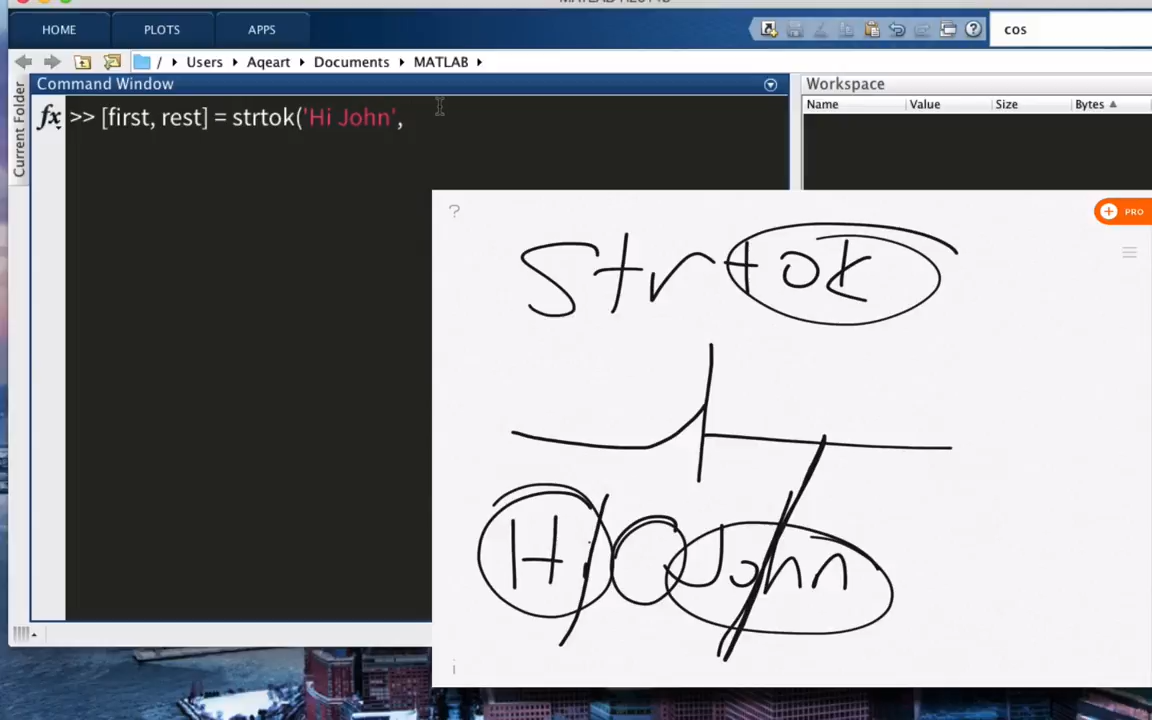 HOME PLOTS APPS cos
/ Users Aqeart Documents MATLAB
Current Folder
Command Window
fx >> [first, rest] = strtok('Hi John',
Workspace
Name Value Size Bytes
?
PRO
Strtok
Hi John
i